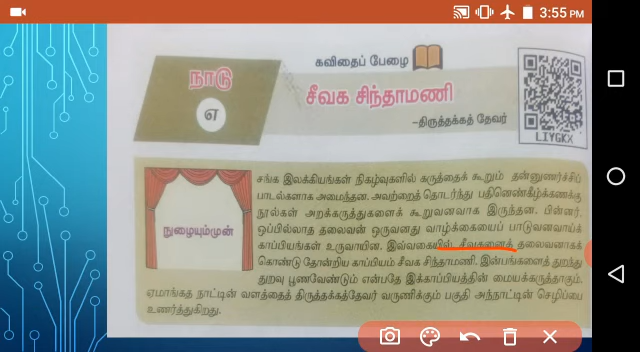 3:55 PM
நாடு
எ
கவிதைப் பேழை
சீவக சிந்தாமணி
–திருத்தக்கத் தேவர்
LIYGKX
நுழையும்முன்
சங்க இலக்கியங்கள் நிகழ்வுகளில் கருத்தைக் கூறும் தன்னுணர்ச்சிப்
பாடல்களாக அமைந்தன. அவற்றைத் தொடர்ந்து பதினெண்கீழ்க்கணக்கு
நூல்கள் அறக்கருத்துகளைக் கூறுவனவாக இருந்தன. பின்னர்.
ஒப்பில்லாத தலைவன் ஒருவனது வாழ்க்கையைப் பாடுவனவாய்க்
காப்பியங்கள் உருவாயின. இவ்வகையில் சீவகனைத் தலைவனாகக்
கொண்டு தோன்றிய காப்பியம் சீவக சிந்தாமணி. இன்பங்களைத் துறந்து
துறவு பூணவேண்டும் என்பதே இக்காப்பியத்தின் மையக்கருத்தாகும்.
ஏமாங்கத நாட்டின் வளத்தைத் திருத்தக்கத்தேவர் வருணிக்கும் பகுதி அந்நாட்டின் செழிப்பை
உணர்த்துகிறது.